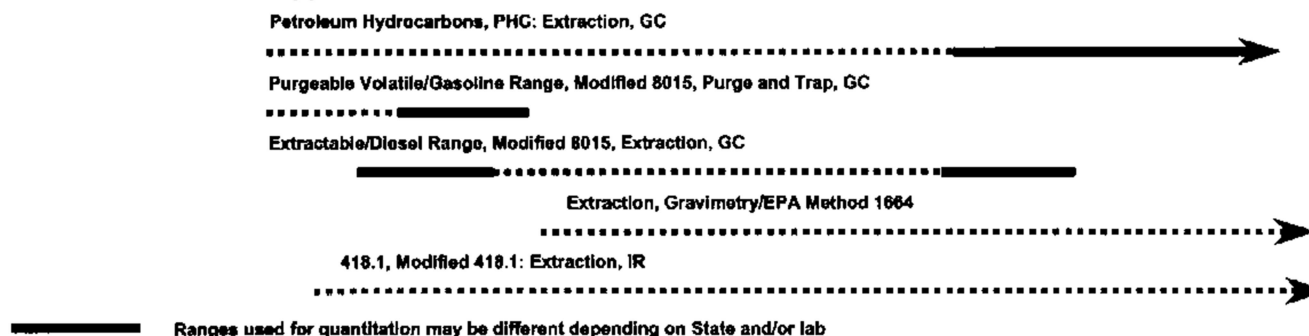 Petroleum Hydrocarbons, PHC: Extraction, GC
Purgeable Volatile/Gasoline Range, Modified 8015, Purge and Trap, GC
Extractable/Diesel Range, Modified 8015, Extraction, GC
Extraction, Gravimetry/EPA Method 1664
418.1, Modified 418.1: Extraction, IR
Ranges used for quantitation may be different depending on State and/or lab